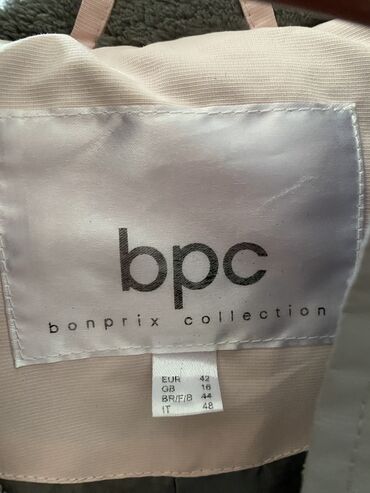 bpc
bonprix collection
EUR 42
GB 16
BR/F/B 44
IT 48